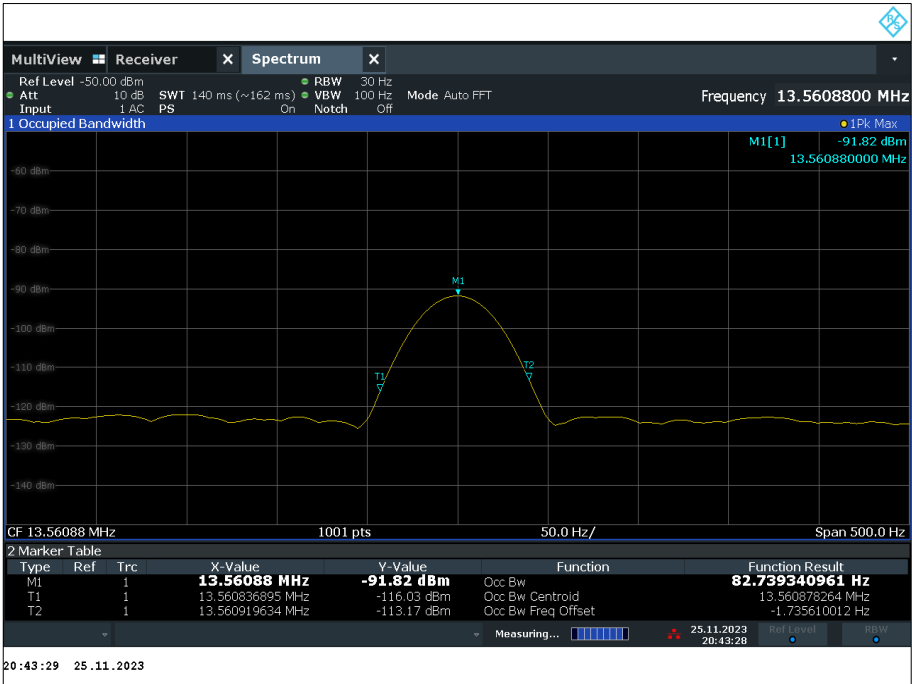 R S
MultiView Receiver X Spectrum X
Ref Level -50.00 dBm RBW 30 Hz
Att 10 dB SWT 140 ms (~162 ms) VBW 100 Hz Mode Auto FFT Frequency 13.5608800 MHz
Input 1 AC PS On Notch Off
1 Occupied Bandwidth 1Pk Max
M1[1] -91.82 dBm
13.560880000 MHz
-60 dBm
-70 dBm
-80 dBm
M1
-90 dBm
-100 dBm
T2
-110 dBm
T1
-120 dBm
-130 dBm
-140 dBm
CF 13.56088 MHz 1001 pts 50.0 Hz/ Span 500.0 Hz
2 Marker Table
Type Ref Trc X-Value Y-Value Function Function Result
M1 1 13.56088 MHz -91.82 dBm Occ Bw 82.739340961 Hz
T1 1 13.560836895 MHz -116.03 dBm Occ Bw Centroid 13.560878264 MHz
T2 1 13.560919634 MHz -113.17 dBm Occ Bw Freq Offset -1.735610012 Hz
Measuring... 25.11.2023 Ref Level RBW
20:43:28
20:43:29 25.11.2023